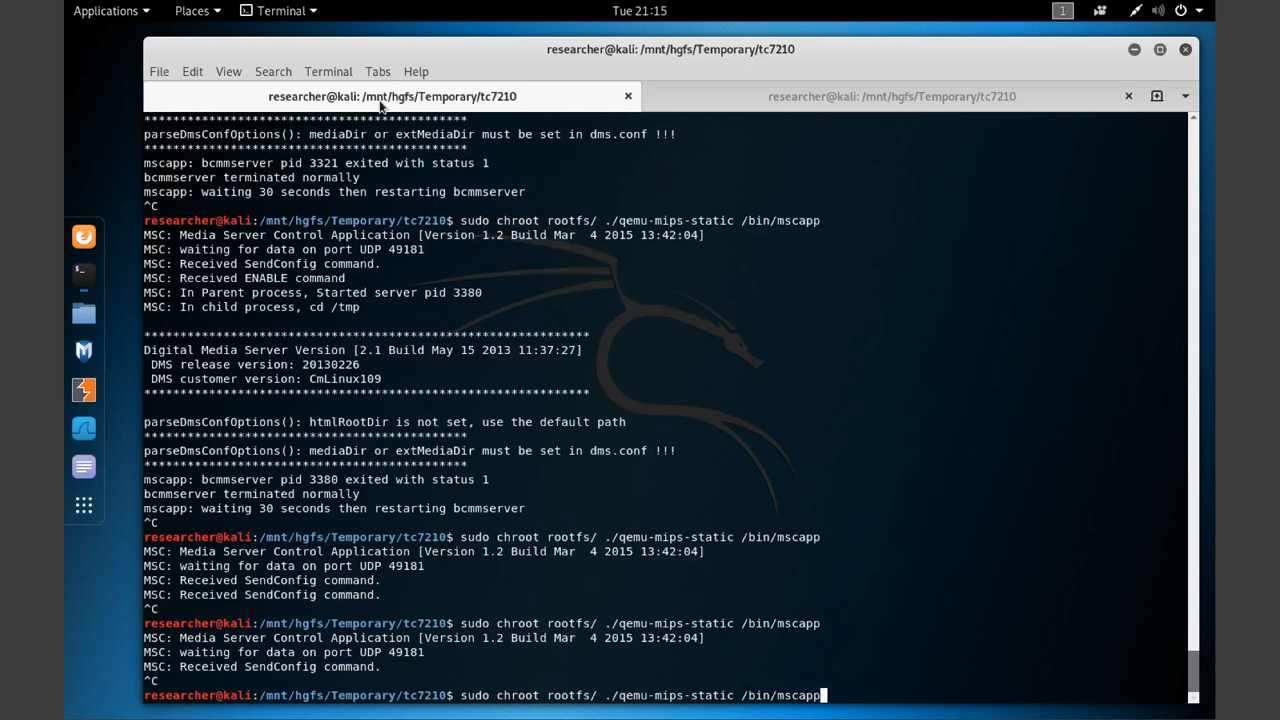 Applications Places Terminal Tue 21:15 1
researcher@kali: /mnt/hgfs/Temporary/tc7210
File Edit View Search Terminal Tabs Help
researcher@kali: /mnt/hgfs/Temporary/tc7210 researcher@kali: /mnt/hgfs/Temporary/tc7210
*********************************************
parseDmsConfOptions(): mediaDir or extMediaDir must be set in dms.conf !!!
*********************************************
mscapp: bcmmserver pid 3321 exited with status 1
bcmmserver terminated normally
mscapp: waiting 30 seconds then restarting bcmmserver
^C
researcher@kali:/mnt/hgfs/Temporary/tc7210$ sudo chroot rootfs/ ./qemu-mips-static /bin/mscapp
MSC: Media Server Control Application [Version 1.2 Build Mar  4 2015 13:42:04]
MSC: waiting for data on port UDP 49181
MSC: Received SendConfig command.
MSC: Received ENABLE command
MSC: In Parent process, Started server pid 3380
MSC: In child process, cd /tmp
**************************************************************
Digital Media Server Version [2.1 Build May 15 2013 11:37:27]
 DMS release version: 20130226
 DMS customer version: CmLinux109
**************************************************************
parseDmsConfOptions(): htmlRootDir is not set, use the default path
*********************************************
parseDmsConfOptions(): mediaDir or extMediaDir must be set in dms.conf !!!
*********************************************
mscapp: bcmmserver pid 3380 exited with status 1
bcmmserver terminated normally
mscapp: waiting 30 seconds then restarting bcmmserver
^C
researcher@kali:/mnt/hgfs/Temporary/tc7210$ sudo chroot rootfs/ ./qemu-mips-static /bin/mscapp
MSC: Media Server Control Application [Version 1.2 Build Mar  4 2015 13:42:04]
MSC: waiting for data on port UDP 49181
MSC: Received SendConfig command.
MSC: Received SendConfig command.
^C
researcher@kali:/mnt/hgfs/Temporary/tc7210$ sudo chroot rootfs/ ./qemu-mips-static /bin/mscapp
MSC: Media Server Control Application [Version 1.2 Build Mar  4 2015 13:42:04]
MSC: waiting for data on port UDP 49181
MSC: Received SendConfig command.
^C
researcher@kali:/mnt/hgfs/Temporary/tc7210$ sudo chroot rootfs/ ./qemu-mips-static /bin/mscapp